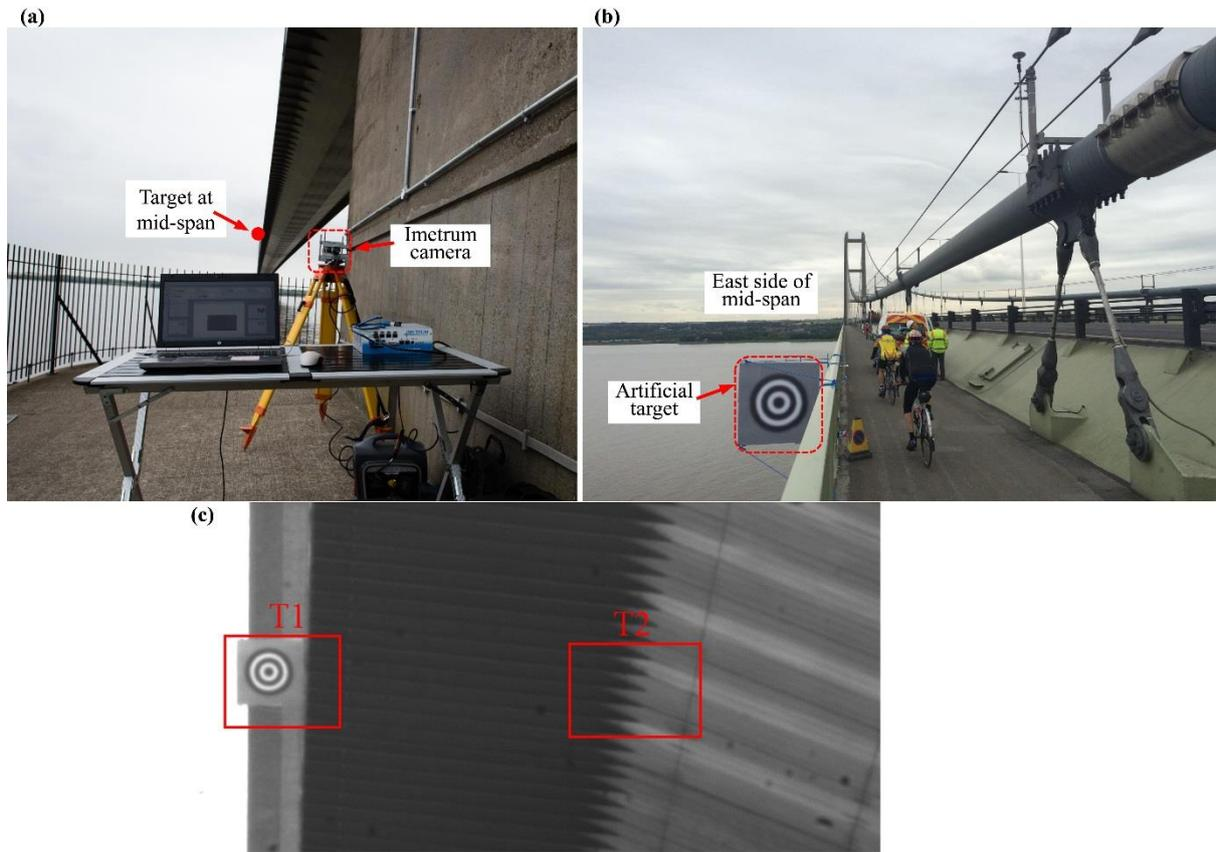 (a)
Target at
mid-span
Imetrum
camera
(b)
East side of
mid-span
Artificial
target
(c)
T1
T2